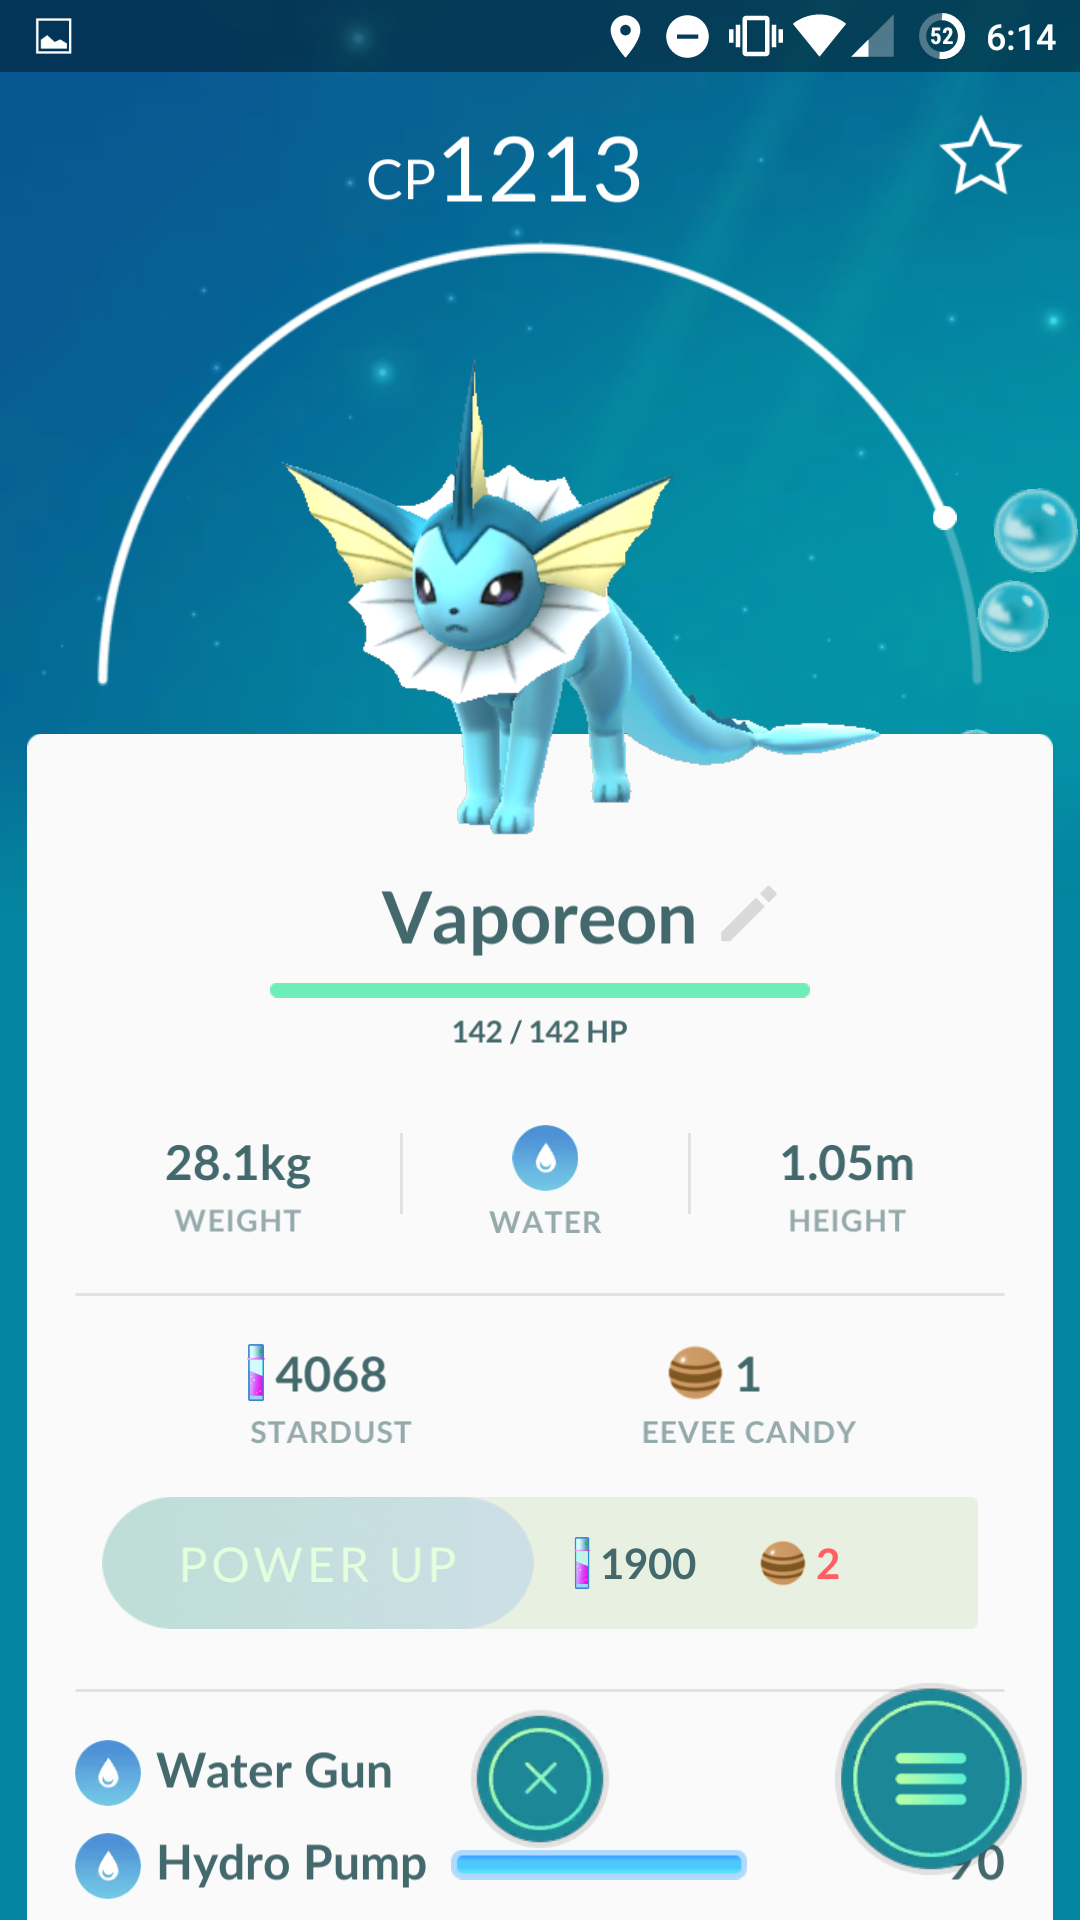 52 6:14
CP1213
Vaporeon
142 / 142 HP
28.1kg 1.05m
WEIGHT WATER HEIGHT
4068 1
STARDUST EEVEE CANDY
POWER UP 1900 2
Water Gun
Hydro Pump 90